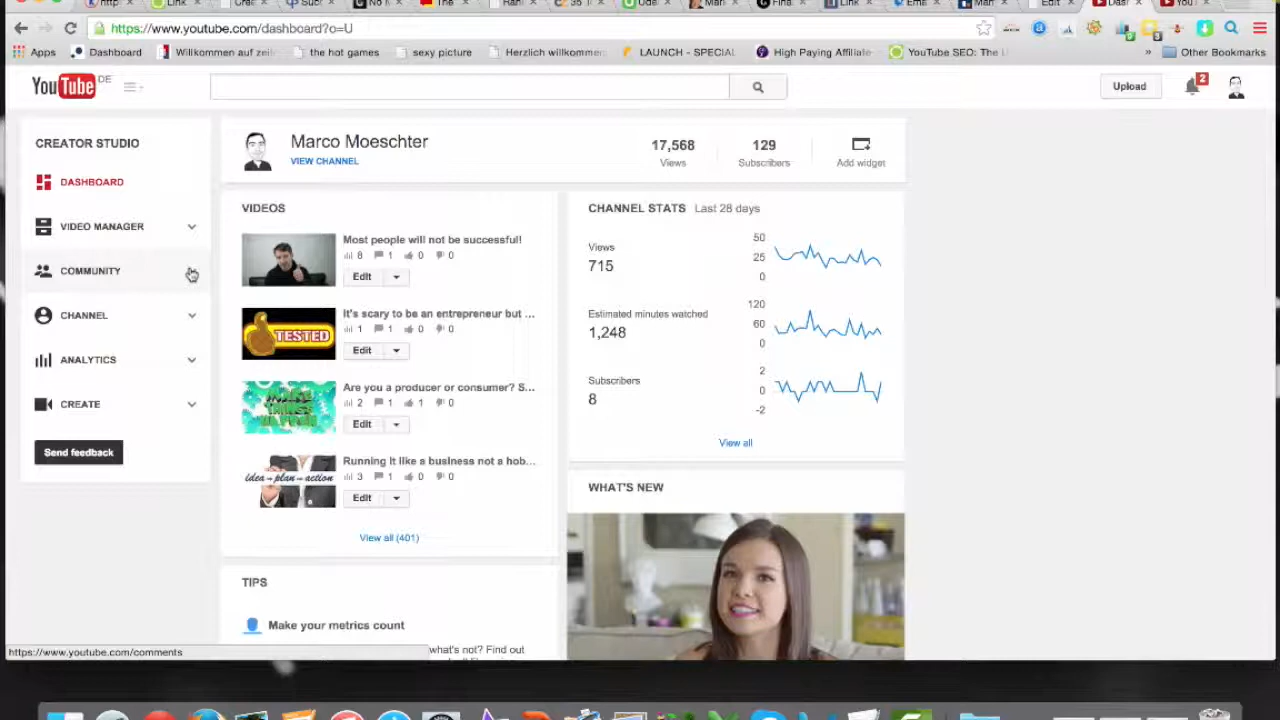 http
Link
https://www.youtube.com/dashboard?o=U
Apps Dashboard Willkommen auf zeit the hot games sexy picture Herzlich willkommen LAUNCH - SPECIAL High Paying Affiliate YouTube SEO: The Other Bookmarks
YouTube DE
Upload
2
CREATOR STUDIO
DASHBOARD
VIDEO MANAGER
COMMUNITY
CHANNEL
ANALYTICS
CREATE
Send feedback
Marco Moeschter
VIEW CHANNEL
17,568
Views
129
Subscribers
Add widget
VIDEOS
Most people will not be successful!
8 1 0 0
Edit
TESTED
It's scary to be an entrepreneur but ...
1 1 0 0
Edit
MAKE
THINGS
HAPPEN
Are you a producer or consumer? S...
2 1 1 0
Edit
idea plan action
Running it like a business not a hob...
3 1 0 0
Edit
View all (401)
TIPS
Make your metrics count
what's not? Find out
CHANNEL STATS Last 28 days
Views
715
50
25
0
Estimated minutes watched
1,248
120
60
0
Subscribers
8
2
0
-2
View all
WHAT'S NEW
https://www.youtube.com/comments